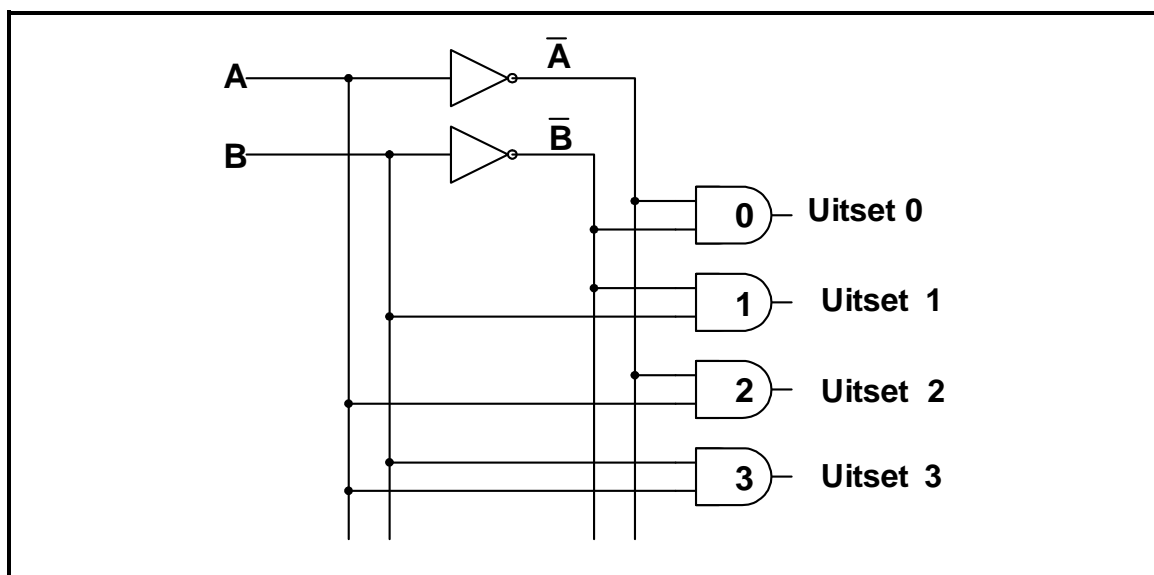 A
A̅
B
B̅
0 Uitset 0
1 Uitset 1
2 Uitset 2
3 Uitset 3